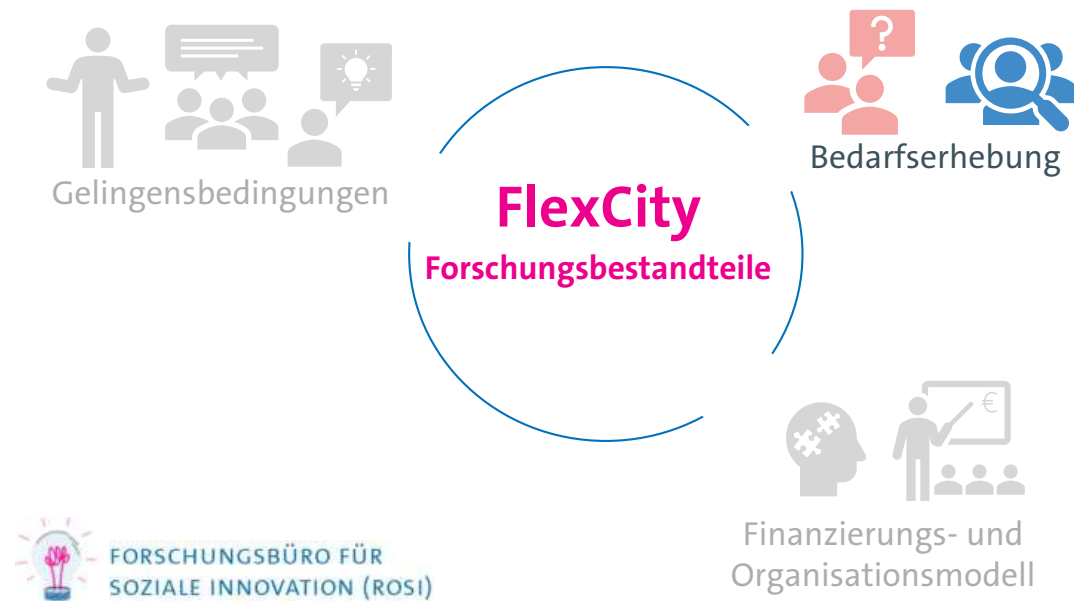 ?
Bedarfserhebung
Gelingensbedingungen
FlexCity
Forschungsbestandteile
€
Finanzierungs- und
Organisationsmodell
FORSCHUNGSBÜRO FÜR
SOZIALE INNOVATION (ROSI)